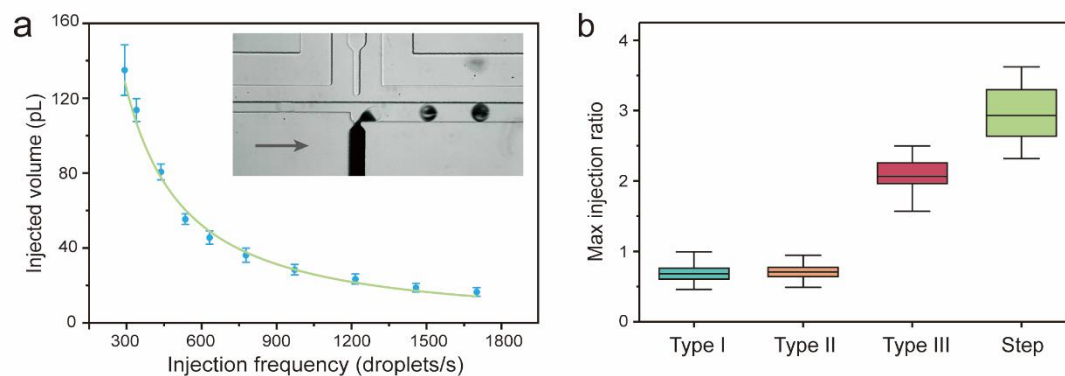 a
160
120
80
40
0
Injected volume (pL)
300 600 900 1200 1500 1800
Injection frequency (droplets/s)
b
4
3
2
1
0
Max injection ratio
Type I Type II Type III Step